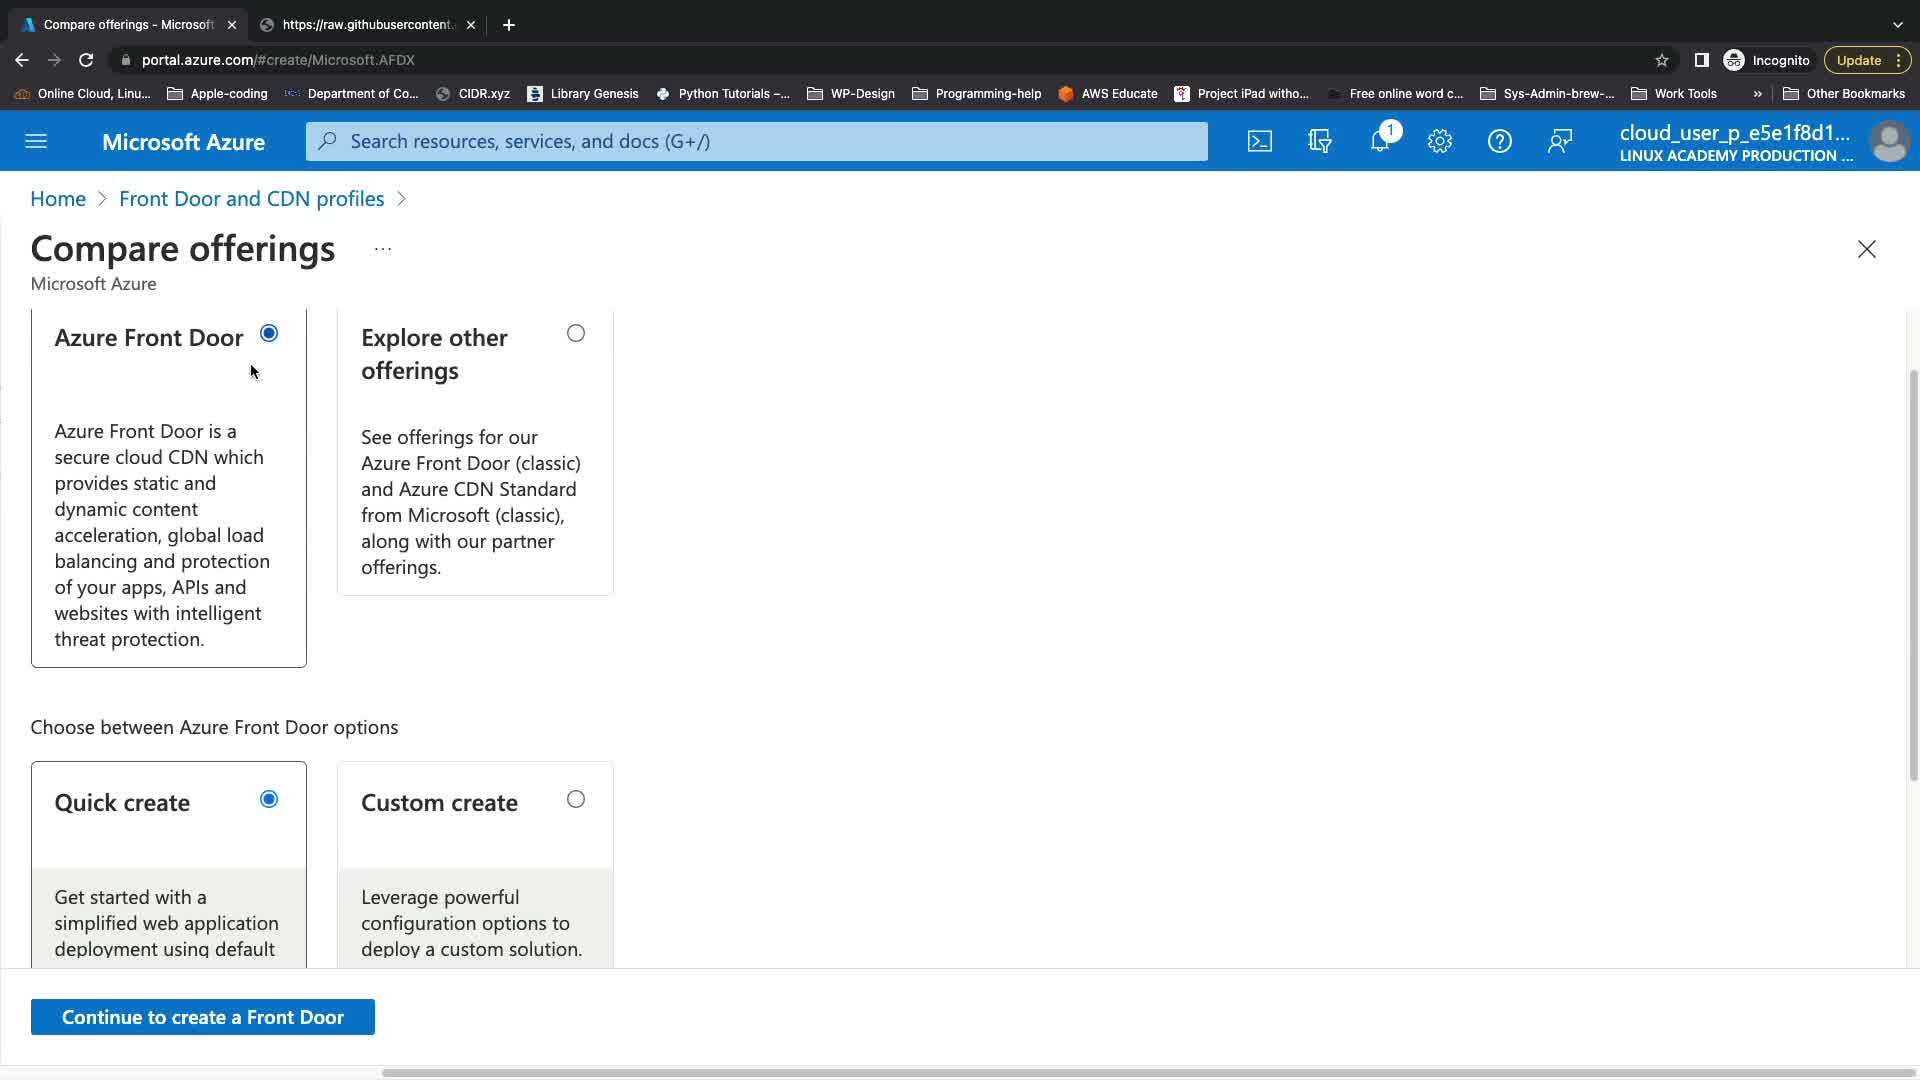 Compare offerings - Microsoft
https://raw.githubusercontent.
portal.azure.com/#create/Microsoft.AFDX
Incognito
Update
Online Cloud, Linu...
Apple-coding
Department of Co...
CIDR.xyz
Library Genesis
Python Tutorials –...
WP-Design
Programming-help
AWS Educate
Project iPad witho...
Free online word c...
Sys-Admin-brew-...
Work Tools
»
Other Bookmarks
Microsoft Azure
Search resources, services, and docs (G+/)
1
cloud_user_p_e5e1f8d1...
LINUX ACADEMY PRODUCTION ...
Home > Front Door and CDN profiles >
Compare offerings ...
Microsoft Azure
Azure Front Door
Azure Front Door is a
secure cloud CDN which
provides static and
dynamic content
acceleration, global load
balancing and protection
of your apps, APIs and
websites with intelligent
threat protection.
Explore other
offerings
See offerings for our
Azure Front Door (classic)
and Azure CDN Standard
from Microsoft (classic),
along with our partner
offerings.
Choose between Azure Front Door options
Quick create
Get started with a
simplified web application
deployment using default
Custom create
Leverage powerful
configuration options to
deploy a custom solution.
Continue to create a Front Door